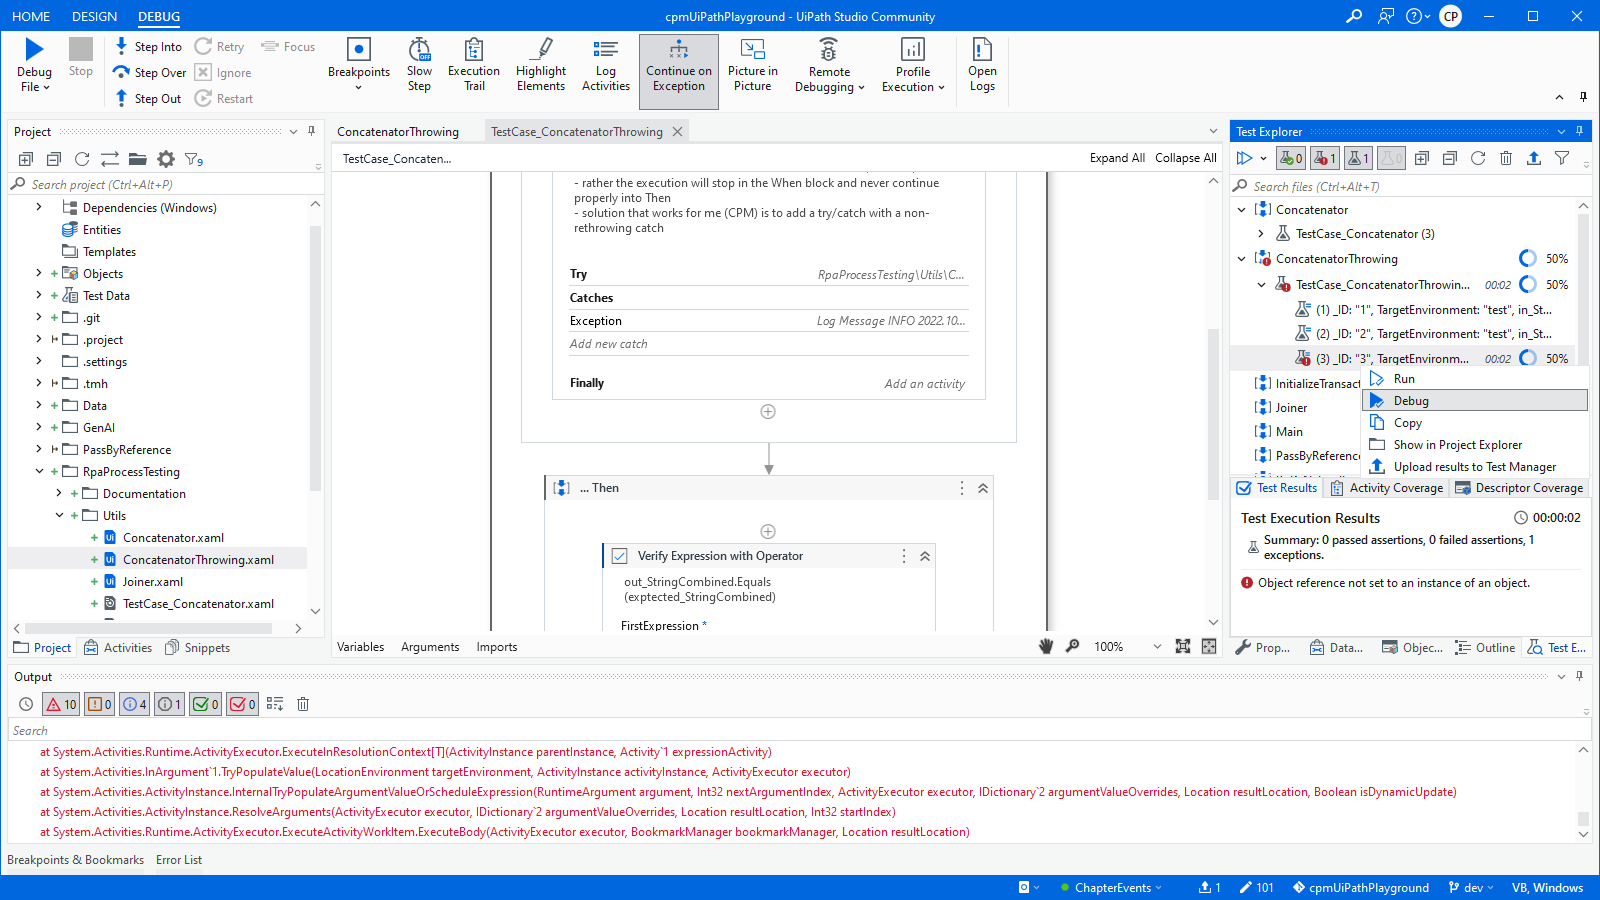 HOME DESIGN DEBUG
cpmUiPathPlayground - UiPath Studio Community
CP
Debug File
Stop
Step Into
Step Over
Step Out
Retry
Ignore
Restart
Focus
Breakpoints
Slow Step
Execution Trail
Highlight Elements
Log Activities
Continue on Exception
Picture in Picture
Remote Debugging
Profile Execution
Open Logs
Project
9
Search project (Ctrl+Alt+P)
Dependencies (Windows)
Entities
Templates
Objects
Test Data
.git
.project
.settings
.tmh
Data
GenAI
PassByReference
RpaProcessTesting
Documentation
Utils
Concatenator.xaml
ConcatenatorThrowing.xaml
Joiner.xaml
TestCase_Concatenator.xaml
Project Activities Snippets
ConcatenatorThrowing TestCase_ConcatenatorThrowing
TestCase_Concaten...
Expand All Collapse All
- rather the execution will stop in the When block and never continue
properly into Then
- solution that works for me (CPM) is to add a try/catch with a non-
rethrowing catch
Try RpaProcessTesting\Utils\C...
Catches
Exception Log Message INFO 2022.10...
Add new catch
Finally Add an activity
... Then
Verify Expression with Operator
out_StringCombined.Equals
(exptected_StringCombined)
FirstExpression *
Variables Arguments Imports
100%
Test Explorer
0 1 1 0
Search files (Ctrl+Alt+T)
Concatenator
TestCase_Concatenator (3)
ConcatenatorThrowing 50%
TestCase_ConcatenatorThrowin... 00:02 50%
(1) _ID: "1", TargetEnvironment: "test", in_St...
(2) _ID: "2", TargetEnvironment: "test", in_St...
(3) _ID: "3", TargetEnvironm... 00:02 50%
InitializeTransact
Joiner
Main
PassByReference
Run
Debug
Copy
Show in Project Explorer
Upload results to Test Manager
Test Results Activity Coverage Descriptor Coverage
Test Execution Results 00:00:02
Summary: 0 passed assertions, 0 failed assertions, 1
exceptions.
Object reference not set to an instance of an object.
Prop... Data... Objec... Outline Test E...
Output
10 0 4 1 0 0
Search
at System.Activities.Runtime.ActivityExecutor.ExecuteInResolutionContext[T](ActivityInstance parentInstance, Activity`1 expressionActivity)
at System.Activities.InArgument`1.TryPopulateValue(LocationEnvironment targetEnvironment, ActivityInstance activityInstance, ActivityExecutor executor)
at System.Activities.ActivityInstance.InternalTryPopulateArgumentValueOrScheduleExpression(RuntimeArgument argument, Int32 nextArgumentIndex, ActivityExecutor executor, IDictionary`2 argumentValueOverrides, Location resultLocation, Boolean isDynamicUpdate)
at System.Activities.ActivityInstance.ResolveArguments(ActivityExecutor executor, IDictionary`2 argumentValueOverrides, Location resultLocation, Int32 startIndex)
at System.Activities.Runtime.ActivityExecutor.ExecuteActivityWorkItem.ExecuteBody(ActivityExecutor executor, BookmarkManager bookmarkManager, Location resultLocation)
Breakpoints & Bookmarks Error List
ChapterEvents 1 101 cpmUiPathPlayground dev VB, Windows